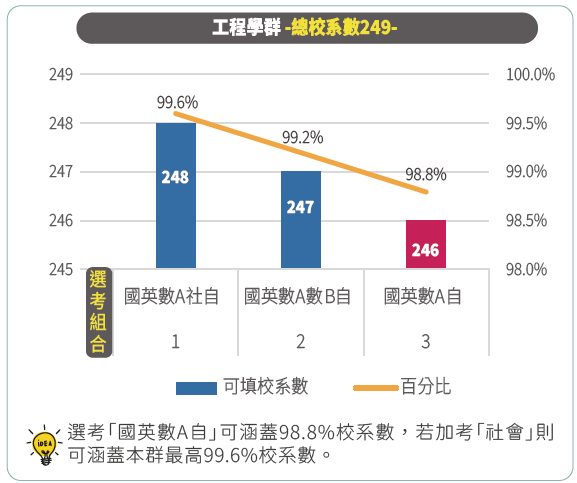 工程學群 -總校系數249-
249
248
247
246
245
100.0%
99.5%
99.0%
98.5%
98.0%
99.6%
99.2%
98.8%
248
247
246
選考組合
國英數A社自
國英數A數B自
國英數A自
1
2
3
可填校系數
百分比
iDEA
選考「國英數A自」可涵蓋98.8%校系數，若加考「社會」則
可涵蓋本群最高99.6%校系數。